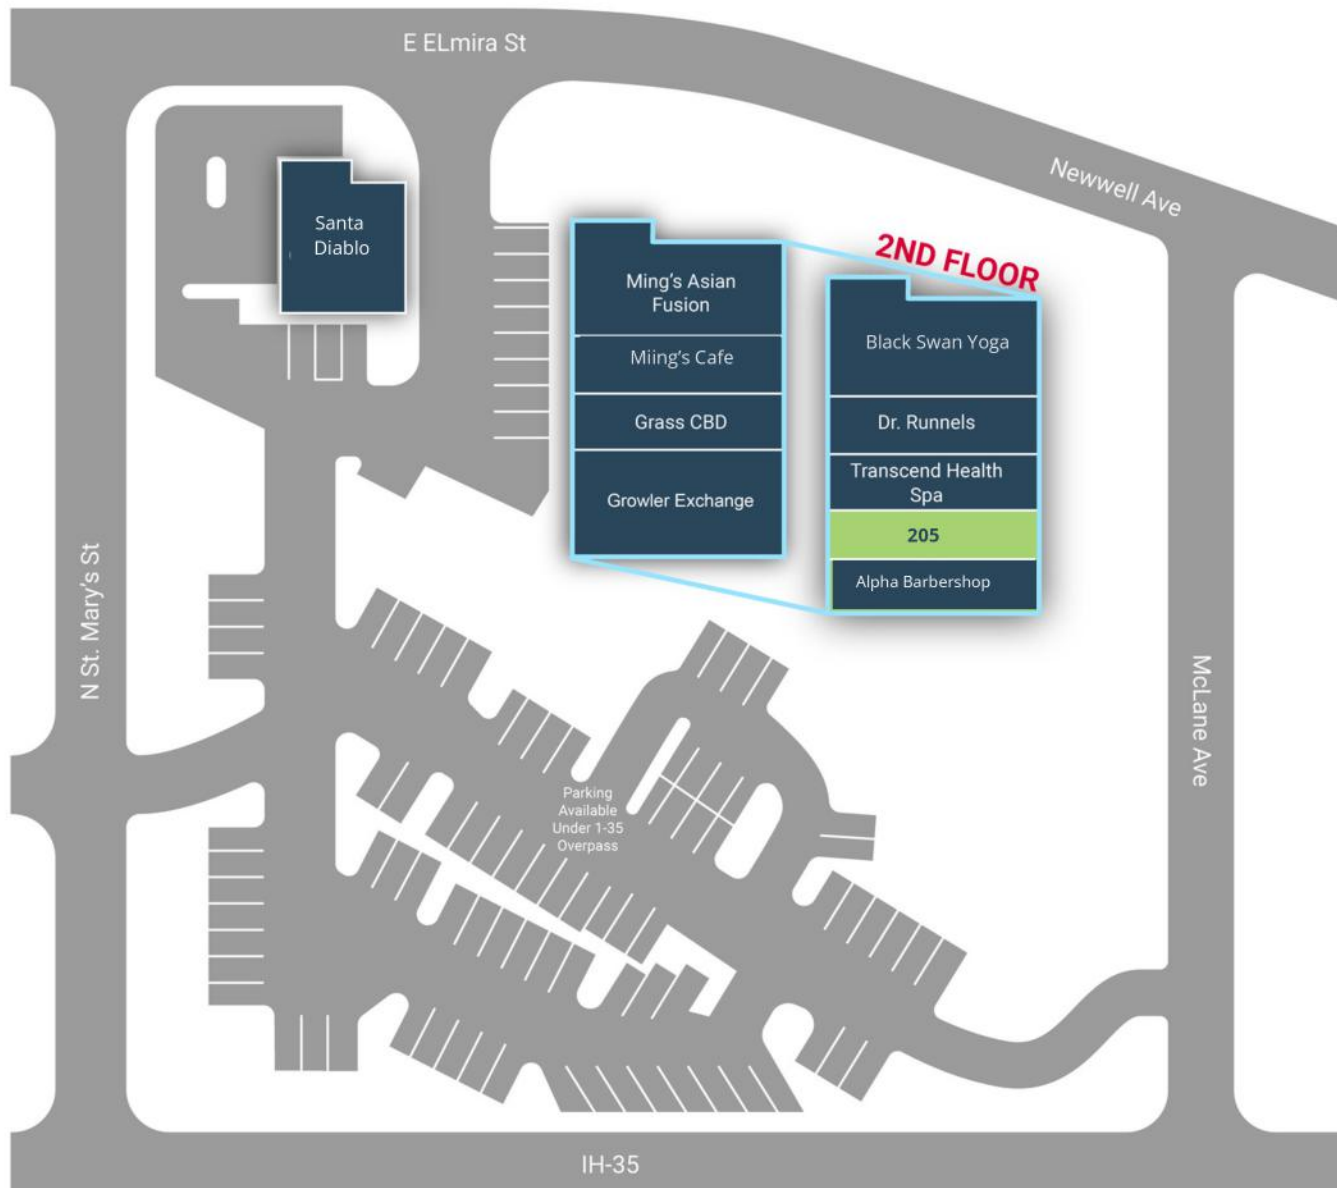 E ELmira St
Newwell Ave
Santa
Diablo
2ND FLOOR
Ming's Asian
Fusion
Miing's Cafe
Grass CBD
Growler Exchange
Black Swan Yoga
Dr. Runnels
Transcend Health
Spa
205
Alpha Barbershop
N St. Mary's St
McLane Ave
Parking
Available
Under 1-35
Overpass
IH-35